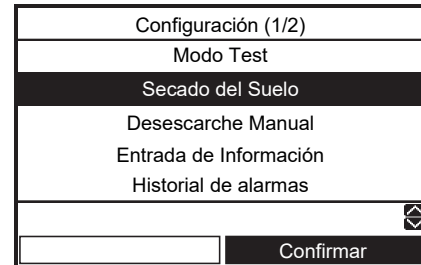 Configuración (1/2)
Modo Test
Secado del Suelo
Desescarche Manual
Entrada de Información
Historial de alarmas
Confirmar